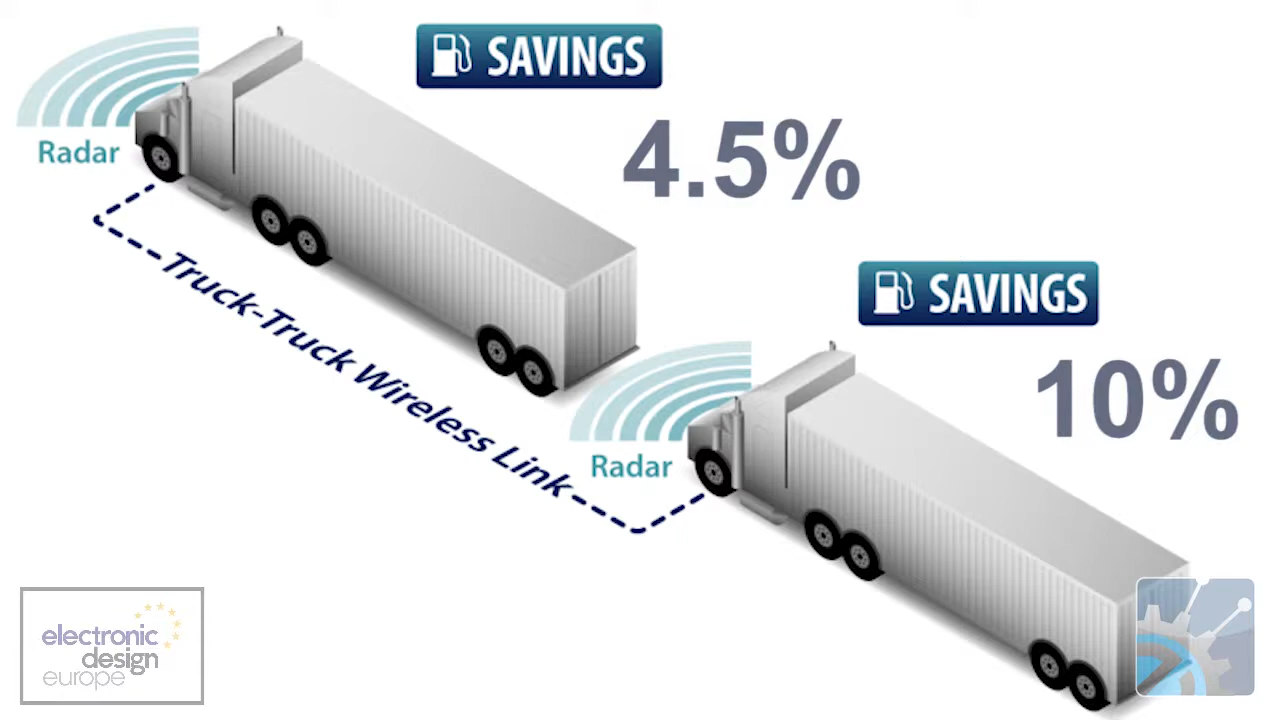 SAVINGS
4.5%
Radar
Truck-Truck Wireless Link
SAVINGS
10%
Radar
electronic
design
europe